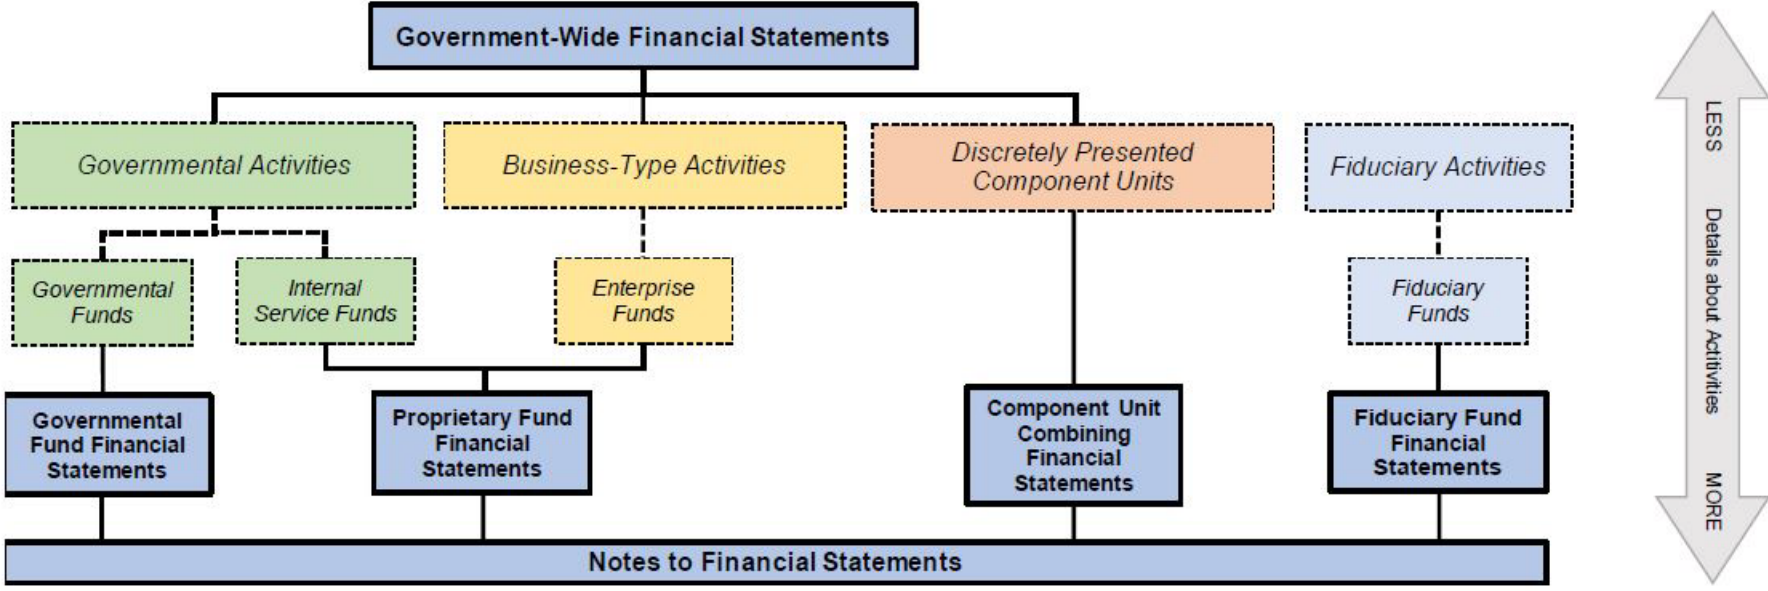 Government-Wide Financial Statements
Governmental Activities
Business-Type Activities
Discretely Presented
Component Units
Fiduciary Activities
Governmental
Funds
Internal
Service Funds
Enterprise
Funds
Fiduciary
Funds
Governmental
Fund Financial
Statements
Proprietary Fund
Financial
Statements
Component Unit
Combining
Financial
Statements
Fiduciary Fund
Financial
Statements
Notes to Financial Statements
LESS Details about Actitivities MORE